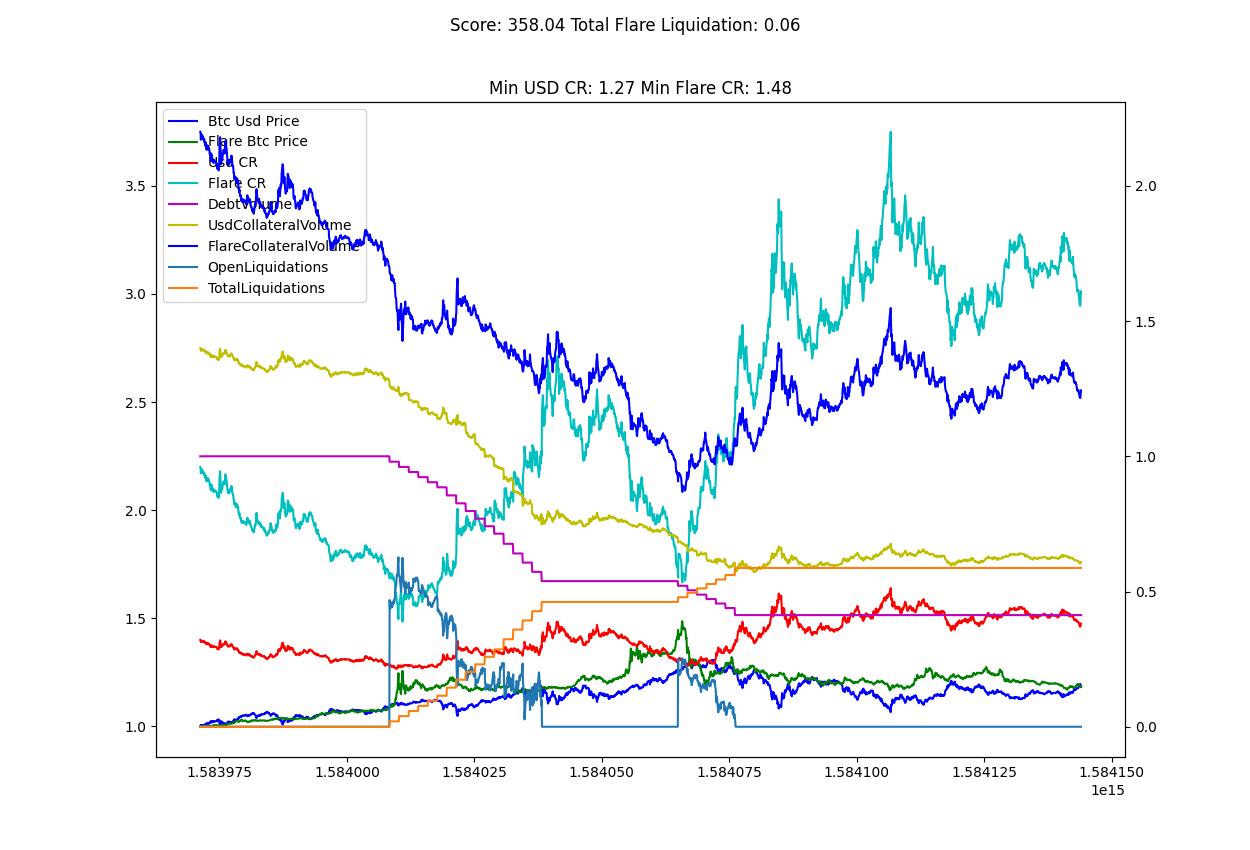 Score: 358.04 Total Flare Liquidation: 0.06
Min USD CR: 1.27 Min Flare CR: 1.48
Btc Usd Price
Flare Btc Price
Usd CR
Flare CR
DebtVolume
UsdCollateralVolume
FlareCollateralVolume
OpenLiquidations
TotalLiquidations
3.5
3.0
2.5
2.0
1.5
1.0
2.0
1.5
1.0
0.5
0.0
1.583975
1.584000
1.584025
1.584050
1.584075
1.584100
1.584125
1.584150
1e15